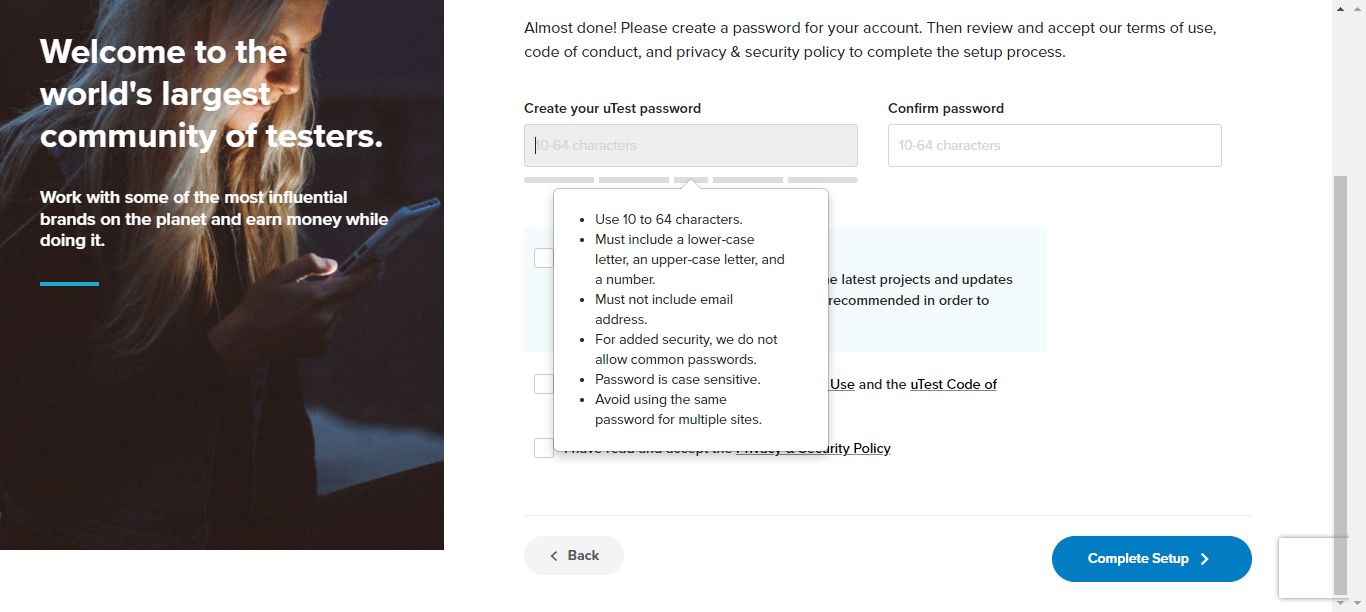 Welcome to the
world's largest
community of testers.
Work with some of the most influential
brands on the planet and earn money while
doing it.
Almost done! Please create a password for your account. Then review and accept our terms of use,
code of conduct, and privacy & security policy to complete the setup process.
Create your uTest password
Confirm password
10-64 characters
10-64 characters
• Use 10 to 64 characters.
• Must include a lower-case
letter, an upper-case letter, and
a number.
• Must not include email
address.
• For added security, we do not
allow common passwords.
• Password is case sensitive.
• Avoid using the same
password for multiple sites.
latest projects and updates
recommended in order to
Use and the uTest Code of
I have read and accept the Privacy & Security Policy
Back
Complete Setup